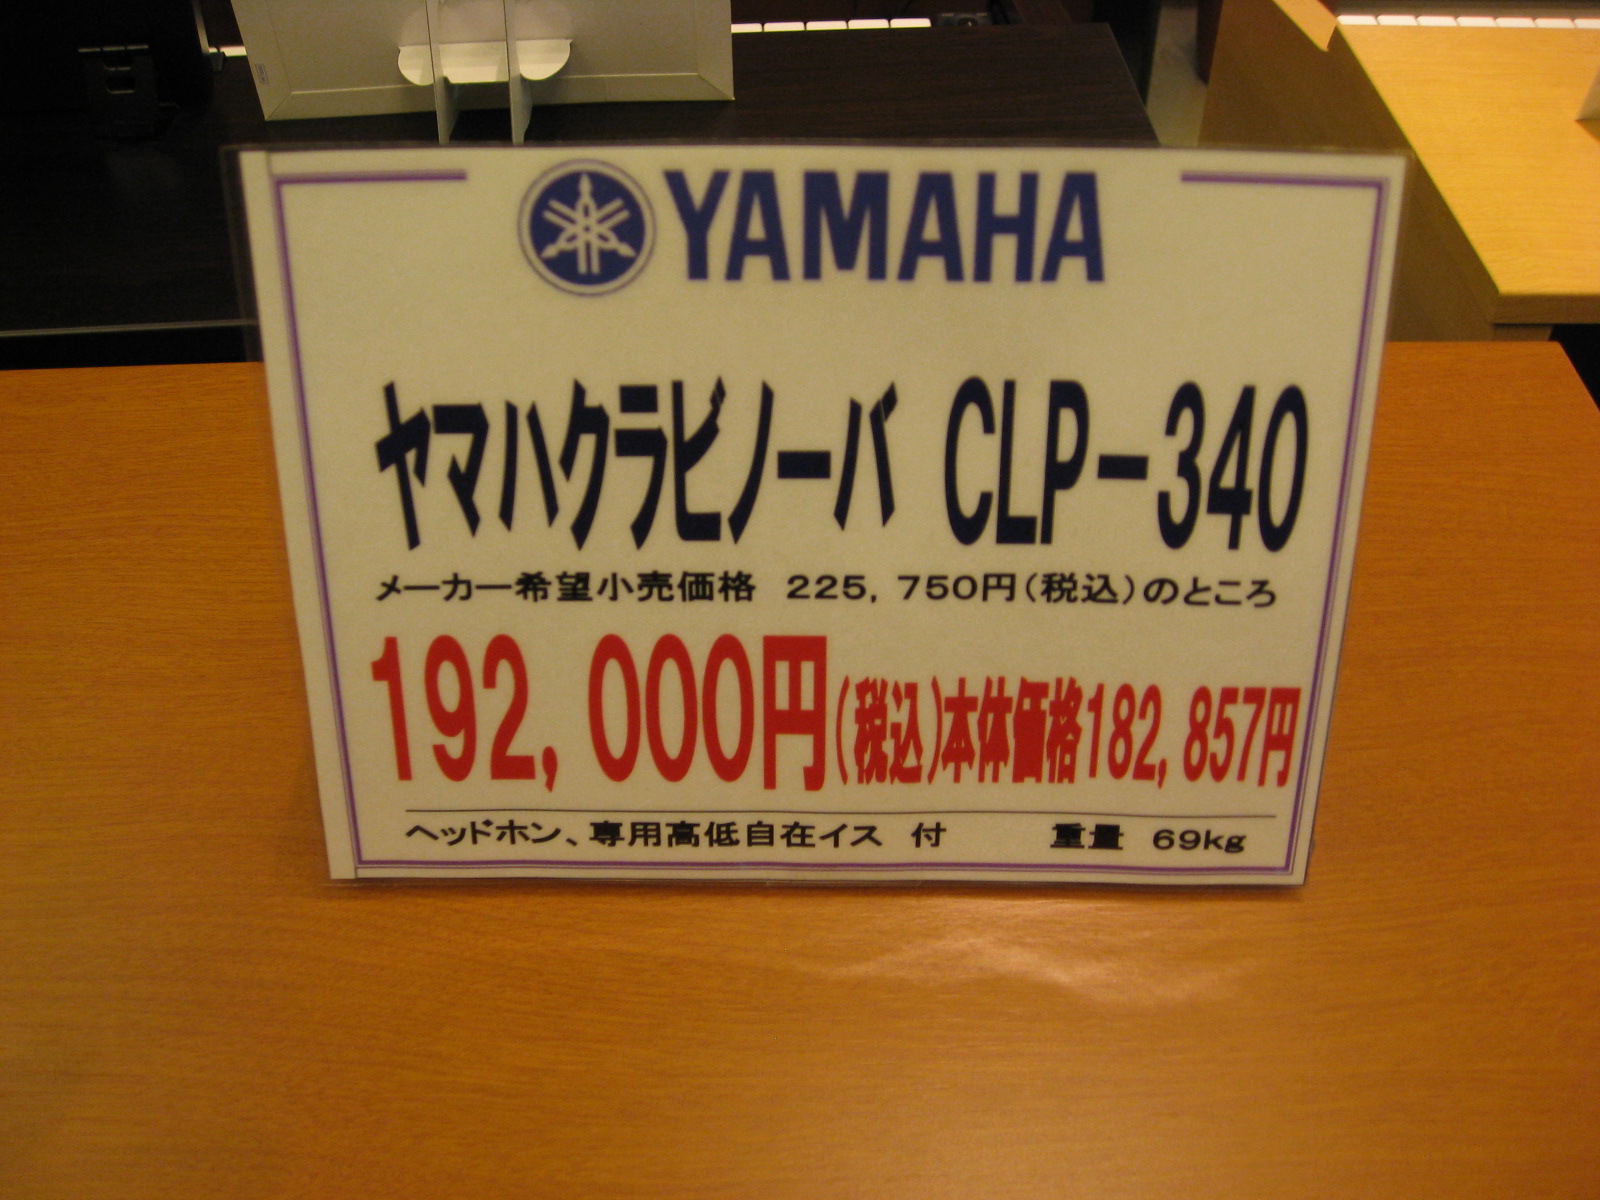 YAMAHA
ヤマハクラビノーバ CLP-340
メーカー希望小売価格 225,750円(税込)のところ
192,000円(税込)本体価格182,857円
ヘッドホン、専用高低自在イス 付 重量 69kg